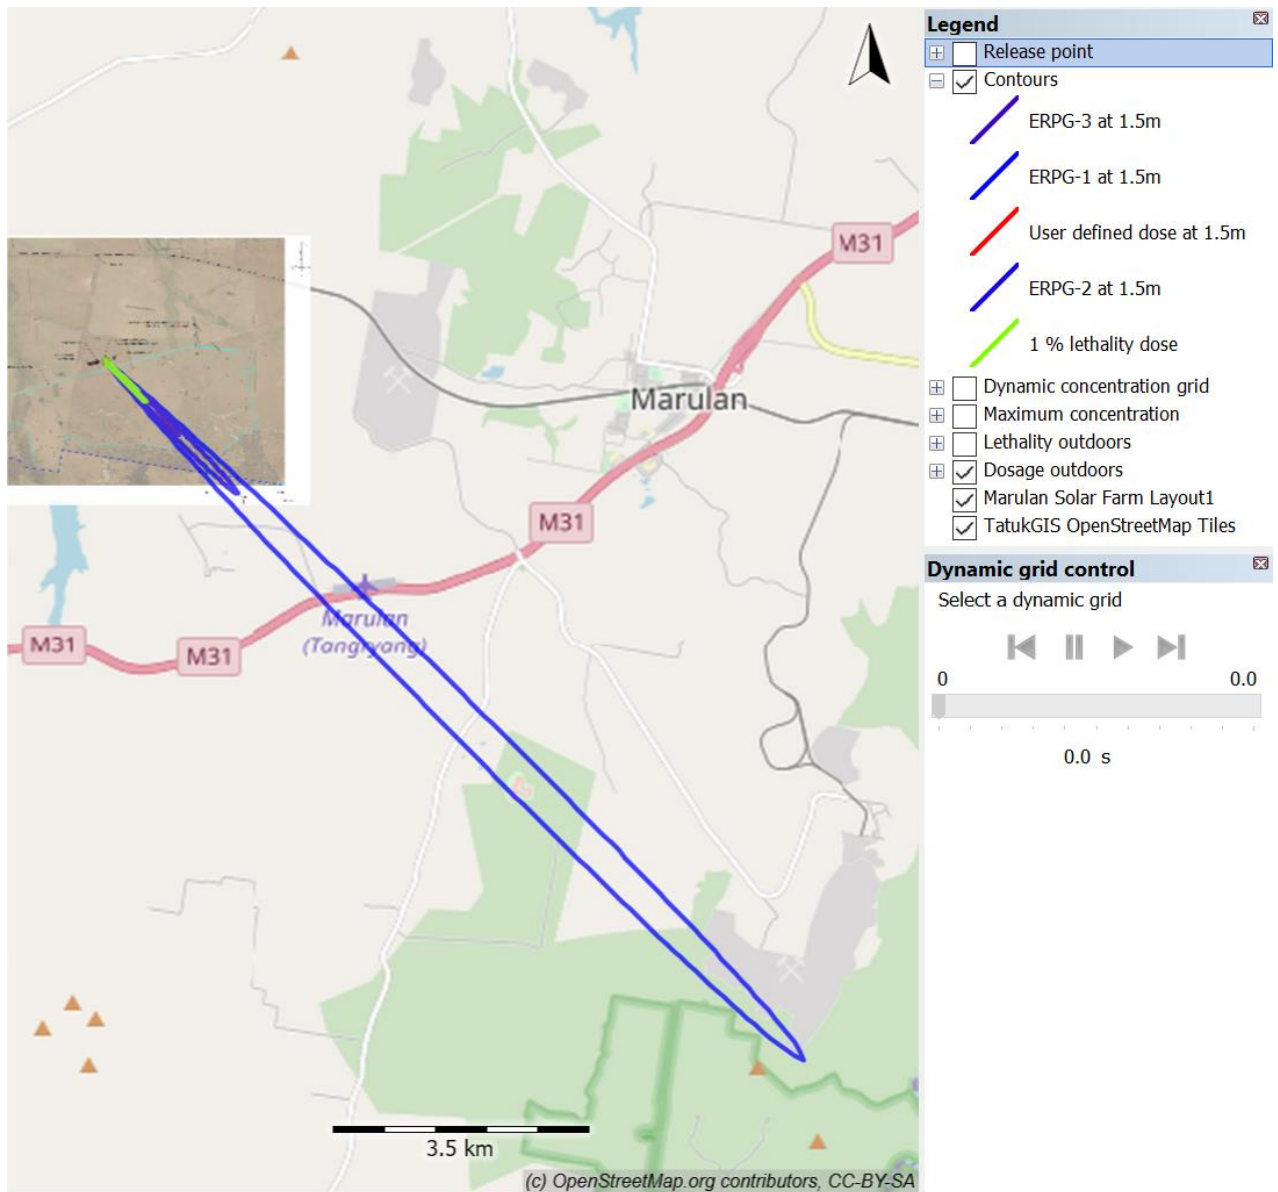 M31
Marulan
M31
Marulan
(Tongryang)
M31
M31
3.5 km
(c) OpenStreetMap.org contributors, CC-BY-SA
Legend
Release point
Contours
ERPG-3 at 1.5m
ERPG-1 at 1.5m
User defined dose at 1.5m
ERPG-2 at 1.5m
1 % lethality dose
Dynamic concentration grid
Maximum concentration
Lethality outdoors
Dosage outdoors
Marulan Solar Farm Layout1
TatukGIS OpenStreetMap Tiles
Dynamic grid control
Select a dynamic grid
0 0.0
0.0 s